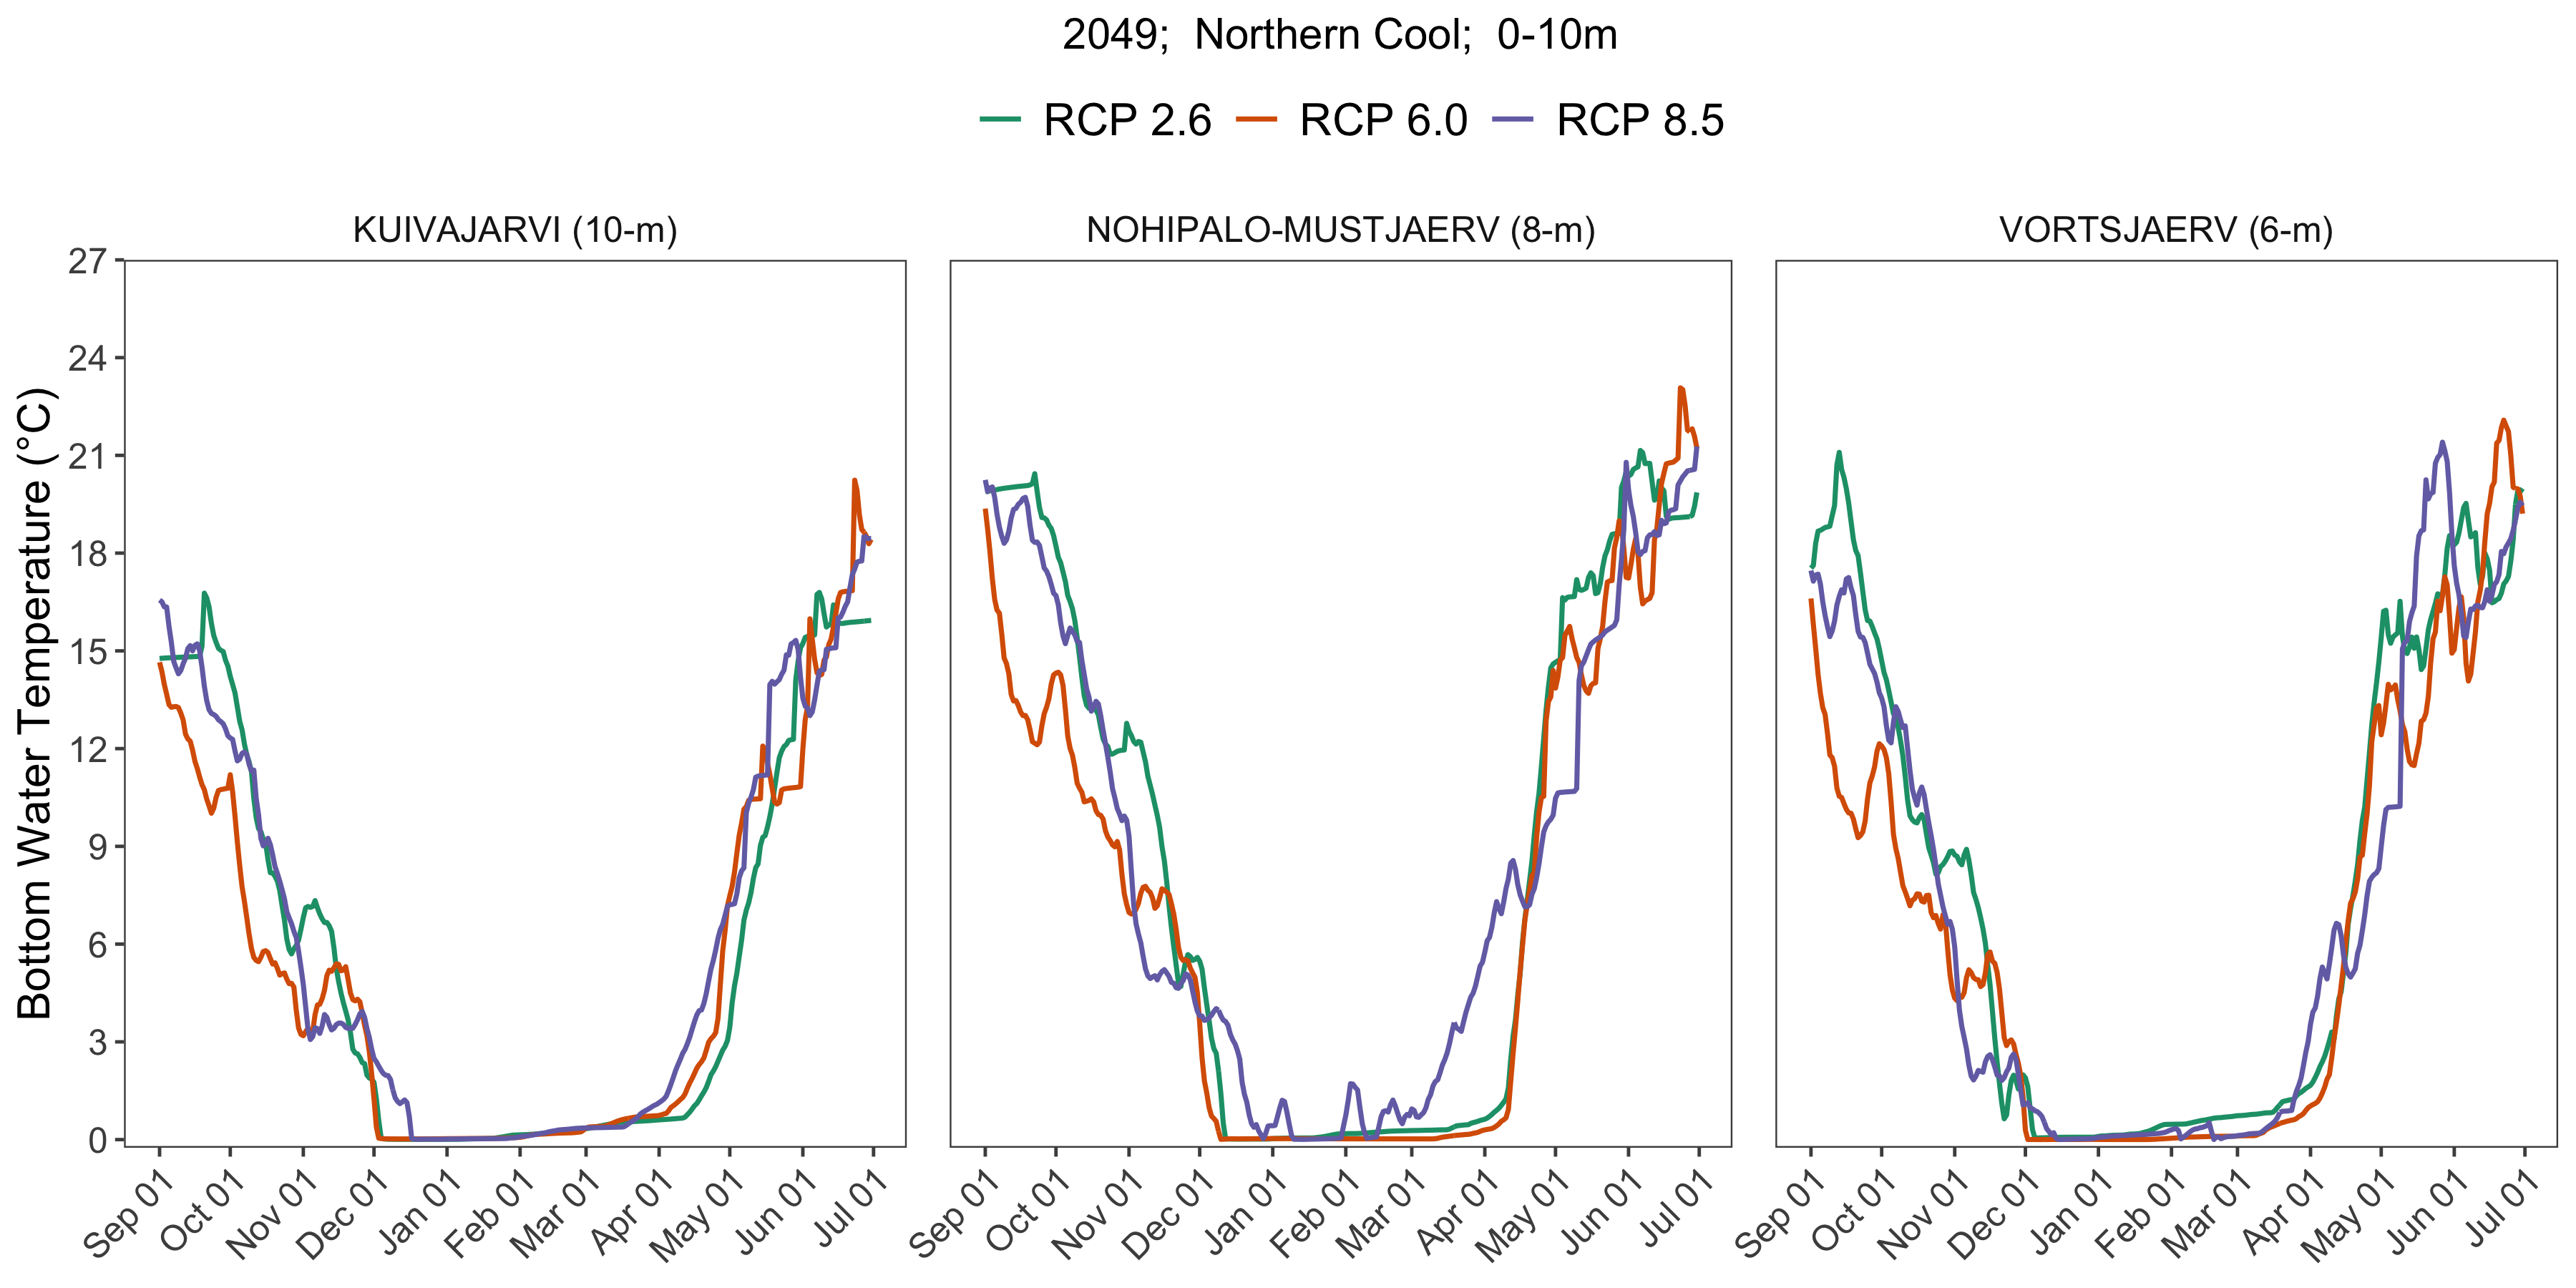 2049;  Northern Cool;  0-10m
RCP 2.6 RCP 6.0 RCP 8.5
KUIVAJARVI (10-m) NOHIPALO-MUSTJAERV (8-m) VORTSJAERV (6-m)
Bottom Water Temperature (°C)
27
24
21
18
15
12
9
6
3
0
Sep 01 Oct 01 Nov 01 Dec 01 Jan 01 Feb 01 Mar 01 Apr 01 May 01 Jun 01 Jul 01 Sep 01 Oct 01 Nov 01 Dec 01 Jan 01 Feb 01 Mar 01 Apr 01 May 01 Jun 01 Jul 01 Sep 01 Oct 01 Nov 01 Dec 01 Jan 01 Feb 01 Mar 01 Apr 01 May 01 Jun 01 Jul 01